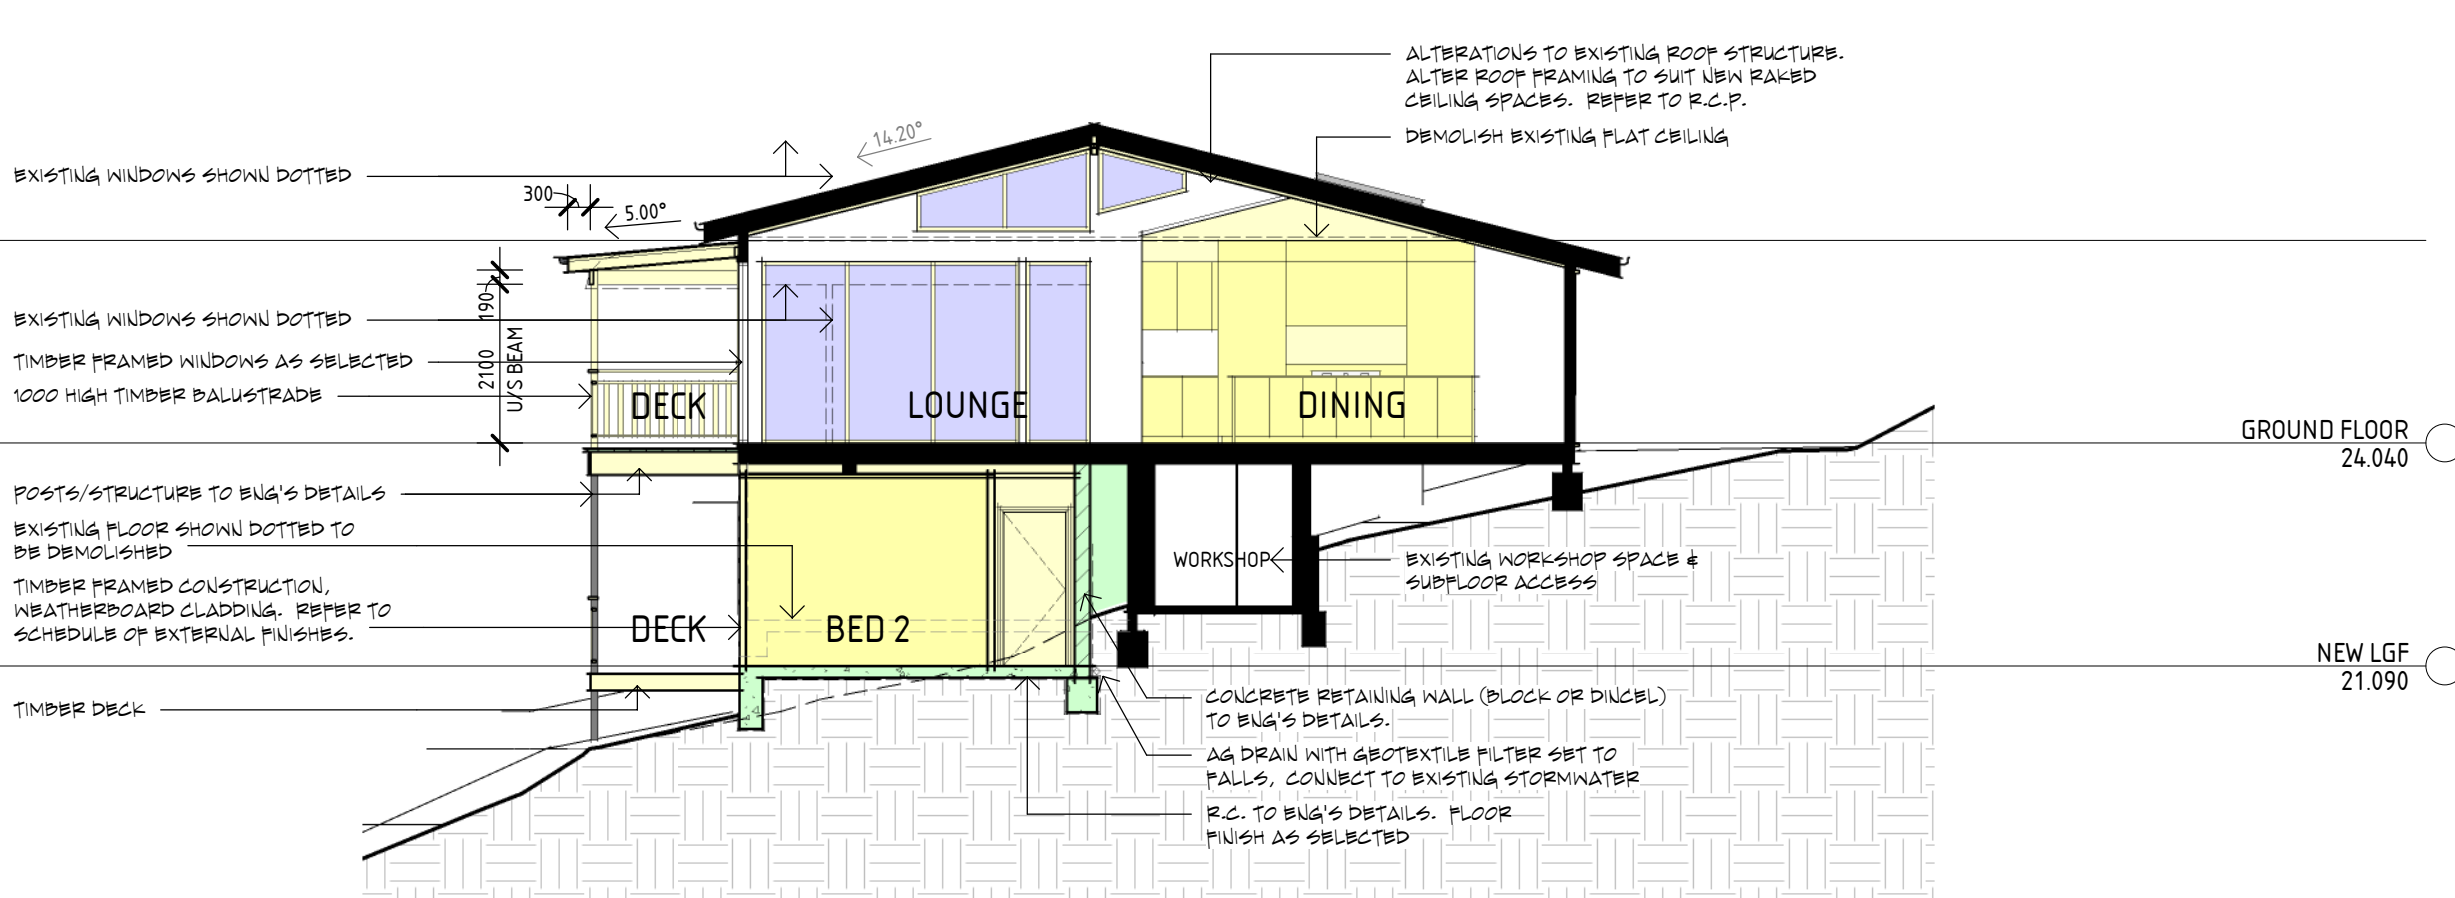 ALTERATIONS TO EXISTING ROOF STRUCTURE.
ALTER ROOF FRAMING TO SUIT NEW RAKED
CEILING SPACES. REFER TO R.C.P.
DEMOLISH EXISTING FLAT CEILING
14.20°
EXISTING WINDOWS SHOWN DOTTED
300
5.00°
190
EXISTING WINDOWS SHOWN DOTTED
TIMBER FRAMED WINDOWS AS SELECTED
2100
U/S BEAM
1000 HIGH TIMBER BALUSTRADE
DECK
LOUNGE
DINING
GROUND FLOOR
24.040
POSTS/STRUCTURE TO ENG'S DETAILS
EXISTING FLOOR SHOWN DOTTED TO
BE DEMOLISHED
WORKSHOP
EXISTING WORKSHOP SPACE &
SUBFLOOR ACCESS
TIMBER FRAMED CONSTRUCTION,
WEATHERBOARD CLADDING. REFER TO
SCHEDULE OF EXTERNAL FINISHES.
DECK
BED 2
NEW LGF
21.090
TIMBER DECK
CONCRETE RETAINING WALL (BLOCK OR DINCEL)
TO ENG'S DETAILS.
AG DRAIN WITH GEOTEXTILE FILTER SET TO
FALLS, CONNECT TO EXISTING STORMWATER
R.C. TO ENG'S DETAILS. FLOOR
FINISH AS SELECTED